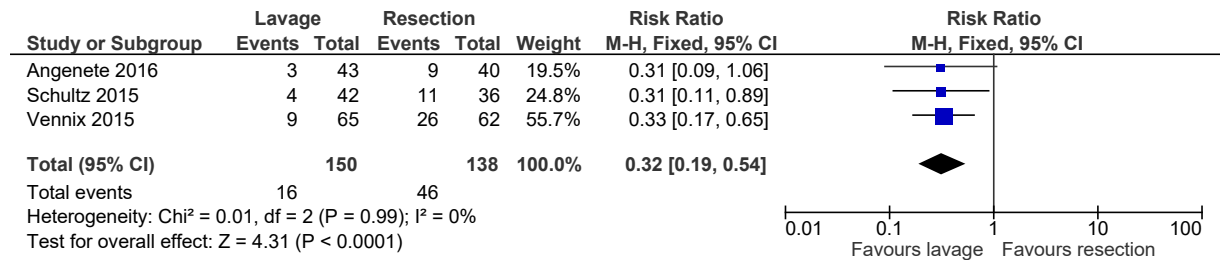 Lavage Resection Risk Ratio Risk Ratio
Study or Subgroup Events Total Events Total Weight M-H, Fixed, 95% CI M-H, Fixed, 95% CI
Angenete 2016 3 43 9 40 19.5% 0.31 [0.09, 1.06]
Schultz 2015 4 42 11 36 24.8% 0.31 [0.11, 0.89]
Vennix 2015 9 65 26 62 55.7% 0.33 [0.17, 0.65]
Total (95% CI) 150 138 100.0% 0.32 [0.19, 0.54]
Total events 16 46
Heterogeneity: Chi² = 0.01, df = 2 (P = 0.99); I² = 0%
Test for overall effect: Z = 4.31 (P < 0.0001)
0.01 0.1 1 10 100
Favours lavage Favours resection